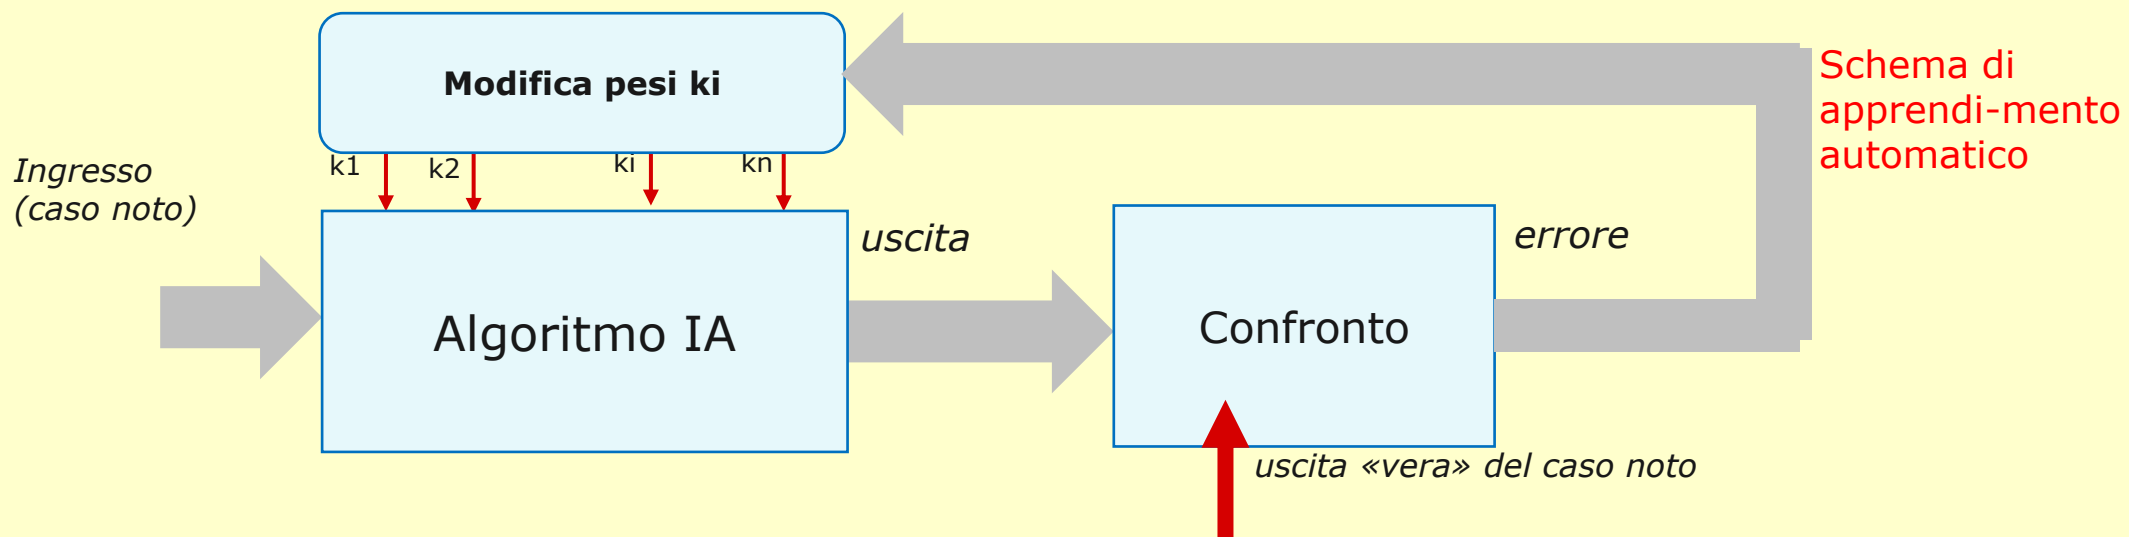 Modifica pesi ki
Schema di
apprendi-mento
automatico
k1
k2
ki
kn
Ingresso
(caso noto)
uscita
errore
Algoritmo IA
Confronto
uscita «vera» del caso noto